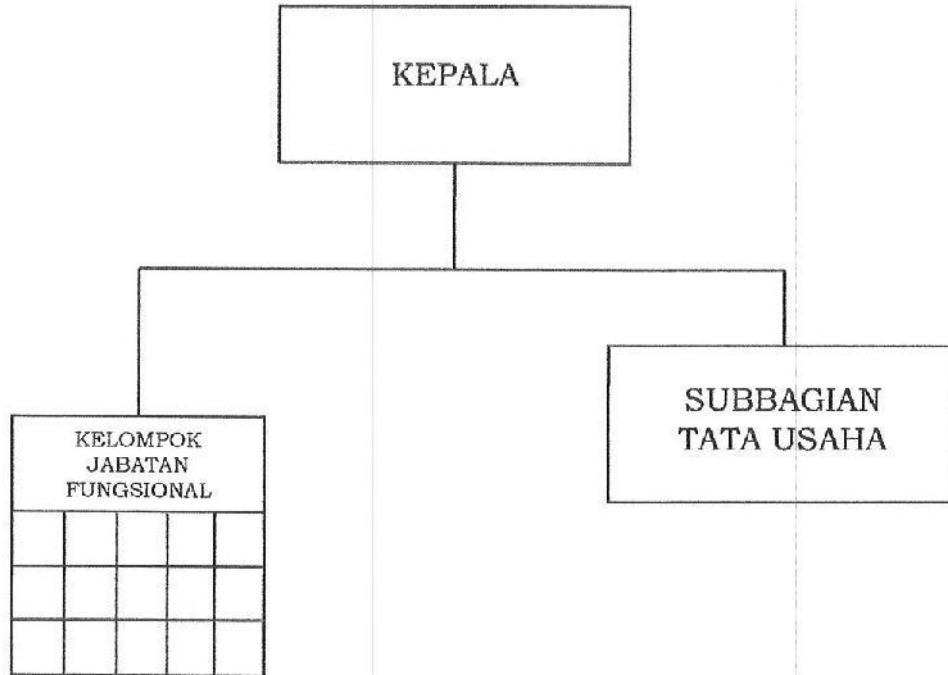 KEPALA
SUBBAGIAN
TATA USAHA
KELOMPOK
JABATAN
FUNGSIONAL